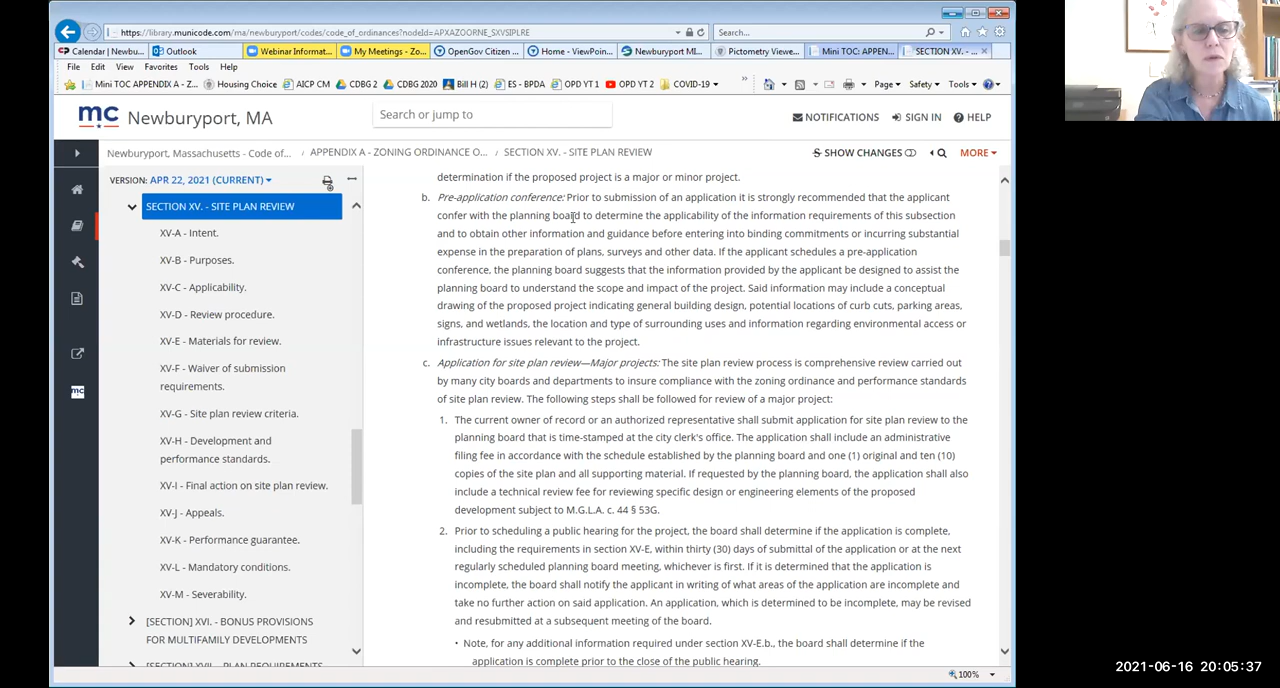 https://library.municode.com/ma/newburyport/codes/code_of_ordinances?nodeId=APXAZOORNE_SXVSIPLRE
Search...
Calendar | Newbu...
Outlook
Webinar Informat...
My Meetings - Zo...
OpenGov Citizen ...
Home - ViewPoin...
Newburyport MI...
Pictometry Viewe...
Mini TOC: APPEN...
SECTION XV. - ...
File Edit View Favorites Tools Help
Mini TOC APPENDIX A - Z...
Housing Choice
AICP CM
CDBG 2
CDBG 2020
Bill H (2)
ES - BPDA
OPD YT 1
OPD YT 2
COVID-19
Page
Safety
Tools
mc
Newburyport, MA
Search or jump to
NOTIFICATIONS
SIGN IN
HELP
Newburyport, Massachusetts - Code of...
/ APPENDIX A - ZONING ORDINANCE O...
/ SECTION XV. - SITE PLAN REVIEW
SHOW CHANGES
MORE
VERSION: APR 22, 2021 (CURRENT)
SECTION XV. - SITE PLAN REVIEW
XV-A - Intent.
XV-B - Purposes.
XV-C - Applicability.
XV-D - Review procedure.
XV-E - Materials for review.
XV-F - Waiver of submission
requirements.
XV-G - Site plan review criteria.
XV-H - Development and
performance standards.
XV-I - Final action on site plan review.
XV-J - Appeals.
XV-K - Performance guarantee.
XV-L - Mandatory conditions.
XV-M - Severability.
[SECTION] XVI. - BONUS PROVISIONS
FOR MULTIFAMILY DEVELOPMENTS
[SECTION] XVII. - PLAN REQUIREMENTS
mc
determination if the proposed project is a major or minor project.
b. Pre-application conference: Prior to submission of an application it is strongly recommended that the applicant
confer with the planning board to determine the applicability of the information requirements of this subsection
and to obtain other information and guidance before entering into binding commitments or incurring substantial
expense in the preparation of plans, surveys and other data. If the applicant schedules a pre-application
conference, the planning board suggests that the information provided by the applicant be designed to assist the
planning board to understand the scope and impact of the project. Said information may include a conceptual
drawing of the proposed project indicating general building design, potential locations of curb cuts, parking areas,
signs, and wetlands, the location and type of surrounding uses and information regarding environmental access or
infrastructure issues relevant to the project.
c. Application for site plan review—Major projects: The site plan review process is comprehensive review carried out
by many city boards and departments to insure compliance with the zoning ordinance and performance standards
of site plan review. The following steps shall be followed for review of a major project:
1. The current owner of record or an authorized representative shall submit application for site plan review to the
planning board that is time-stamped at the city clerk's office. The application shall include an administrative
filing fee in accordance with the schedule established by the planning board and one (1) original and ten (10)
copies of the site plan and all supporting material. If requested by the planning board, the application shall also
include a technical review fee for reviewing specific design or engineering elements of the proposed
development subject to M.G.L.A. c. 44 § 53G.
2. Prior to scheduling a public hearing for the project, the board shall determine if the application is complete,
including the requirements in section XV-E, within thirty (30) days of submittal of the application or at the next
regularly scheduled planning board meeting, whichever is first. If it is determined that the application is
incomplete, the board shall notify the applicant in writing of what areas of the application are incomplete and
take no further action on said application. An application, which is determined to be incomplete, may be revised
and resubmitted at a subsequent meeting of the board.
• Note, for any additional information required under section XV-E.b., the board shall determine if the
application is complete prior to the close of the public hearing.
100%
2021-06-16 20:05:37